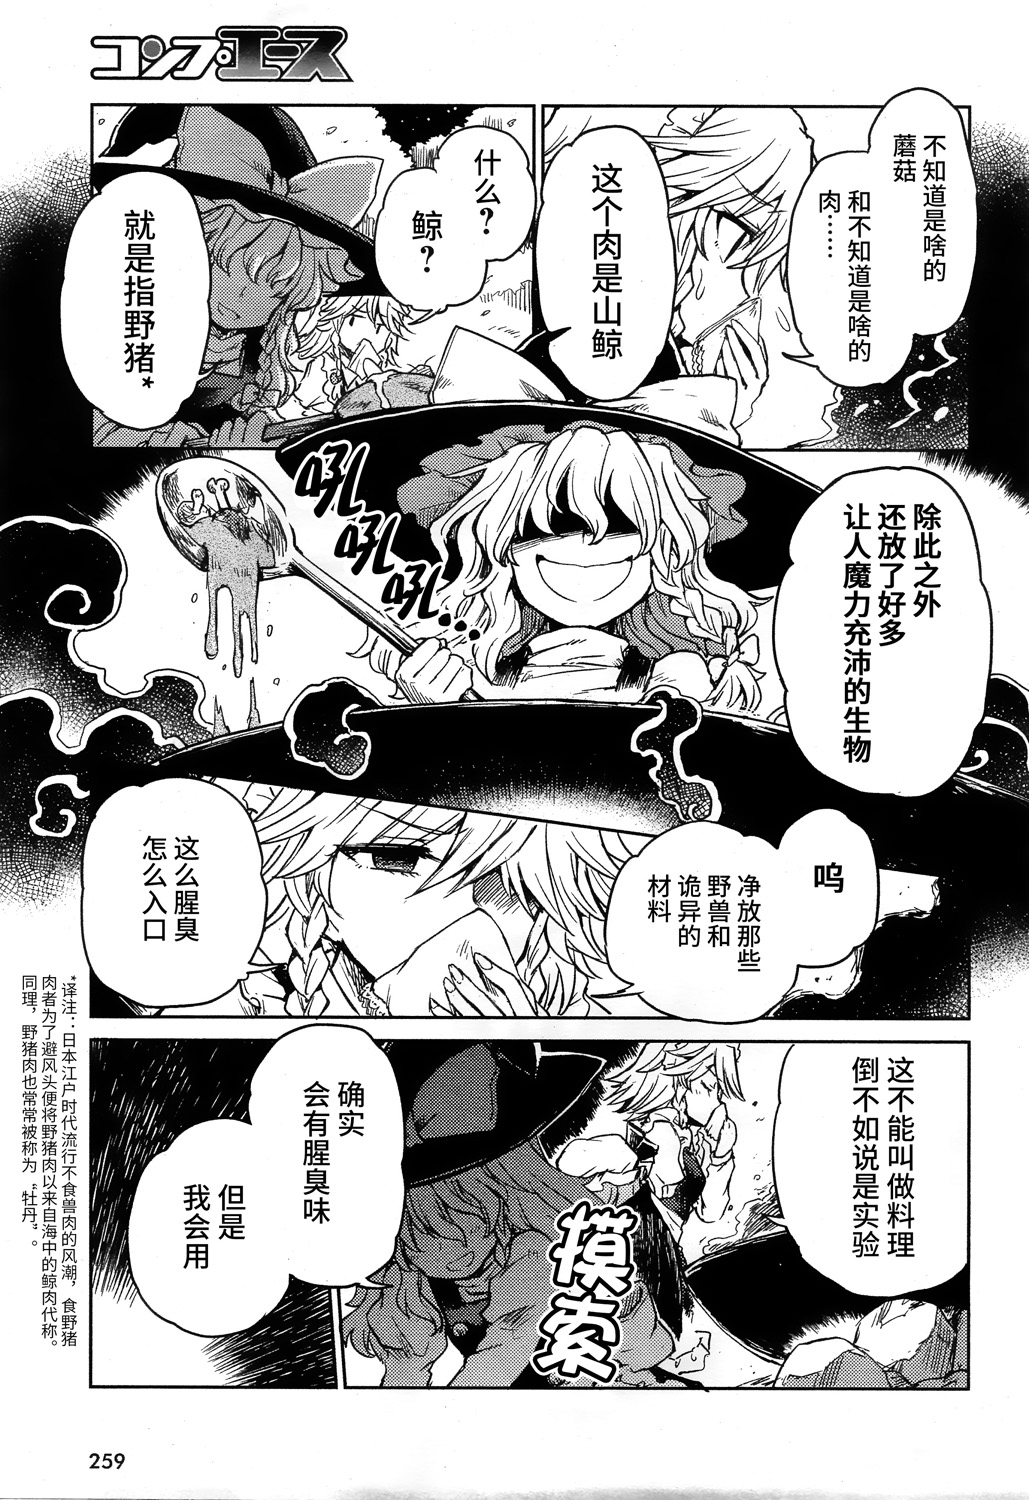 コンプエース
不知道是啥的
蘑菇
和不知道是啥的
肉……
这个肉是山鲸
什么？
鲸？
就是指野猪*
除此之外
还放了好多
让人魔力充沛的生物
吼吼吼…
呜
净放那些
野兽和
诡异的
材料
这么腥臭
怎么入口
这不能叫做料理
倒不如说是实验
摸索
确实
会有腥臭味
但是
我会用
*译注：日本江户时代流行不食兽肉的风潮，食野猪
肉者为了避风头便将野猪肉以来自海中的鲸肉代称。
同理，野猪肉也常常被称为“牡丹”。
259